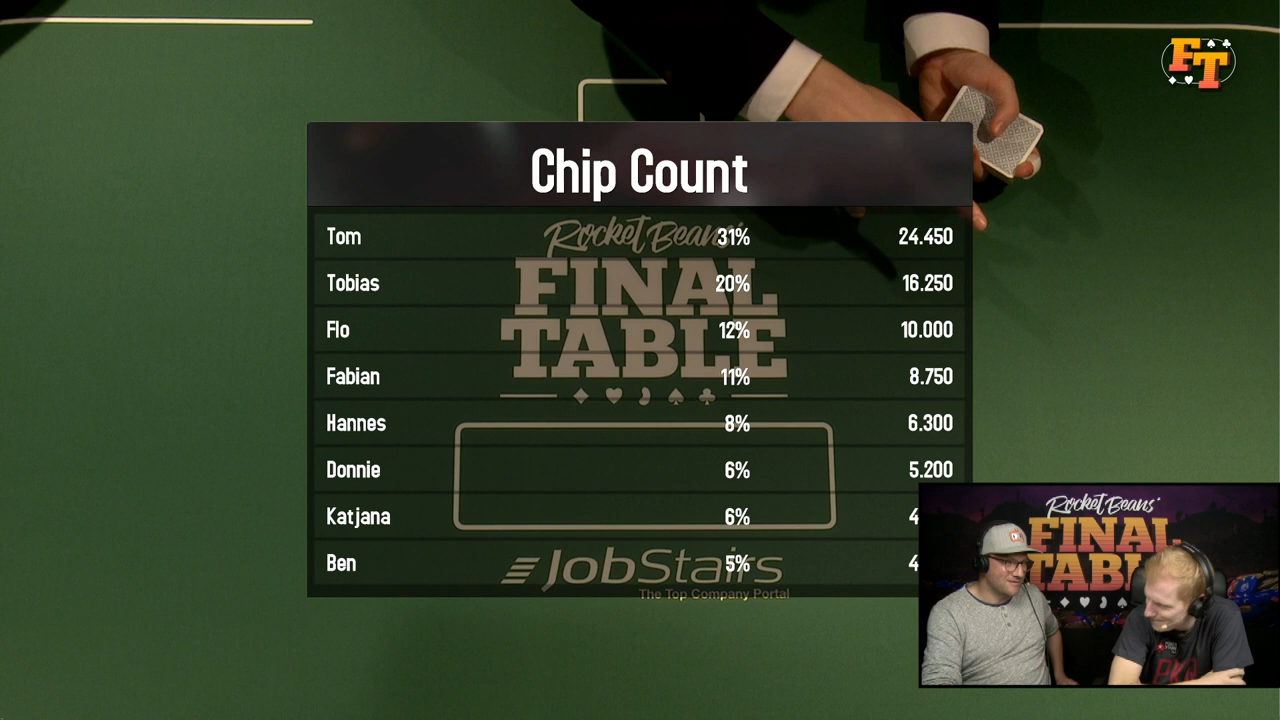 FT
Chip Count
Tom 31% 24.450
Tobias 20% 16.250
Flo 12% 10.000
Fabian 11% 8.750
Hannes 8% 6.300
Donnie 6% 5.200
Katjana 6% 4
Ben 5% 4
Rocket Beans
FINAL
TABLE
JobStairs
The Top Company Portal
Rocket Beans
FINAL
TABL